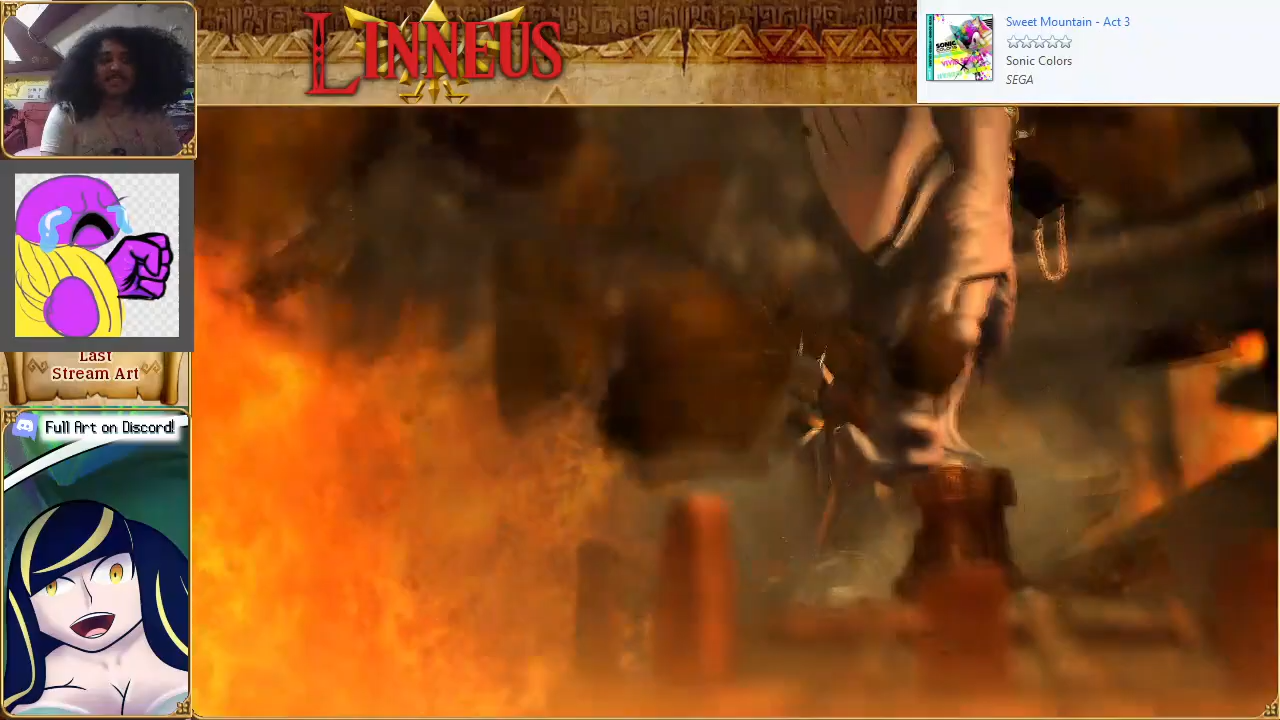 LINNEUS
Sweet Mountain - Act 3
Sonic Colors
SEGA
Last
Stream Art
Full Art on Discord!